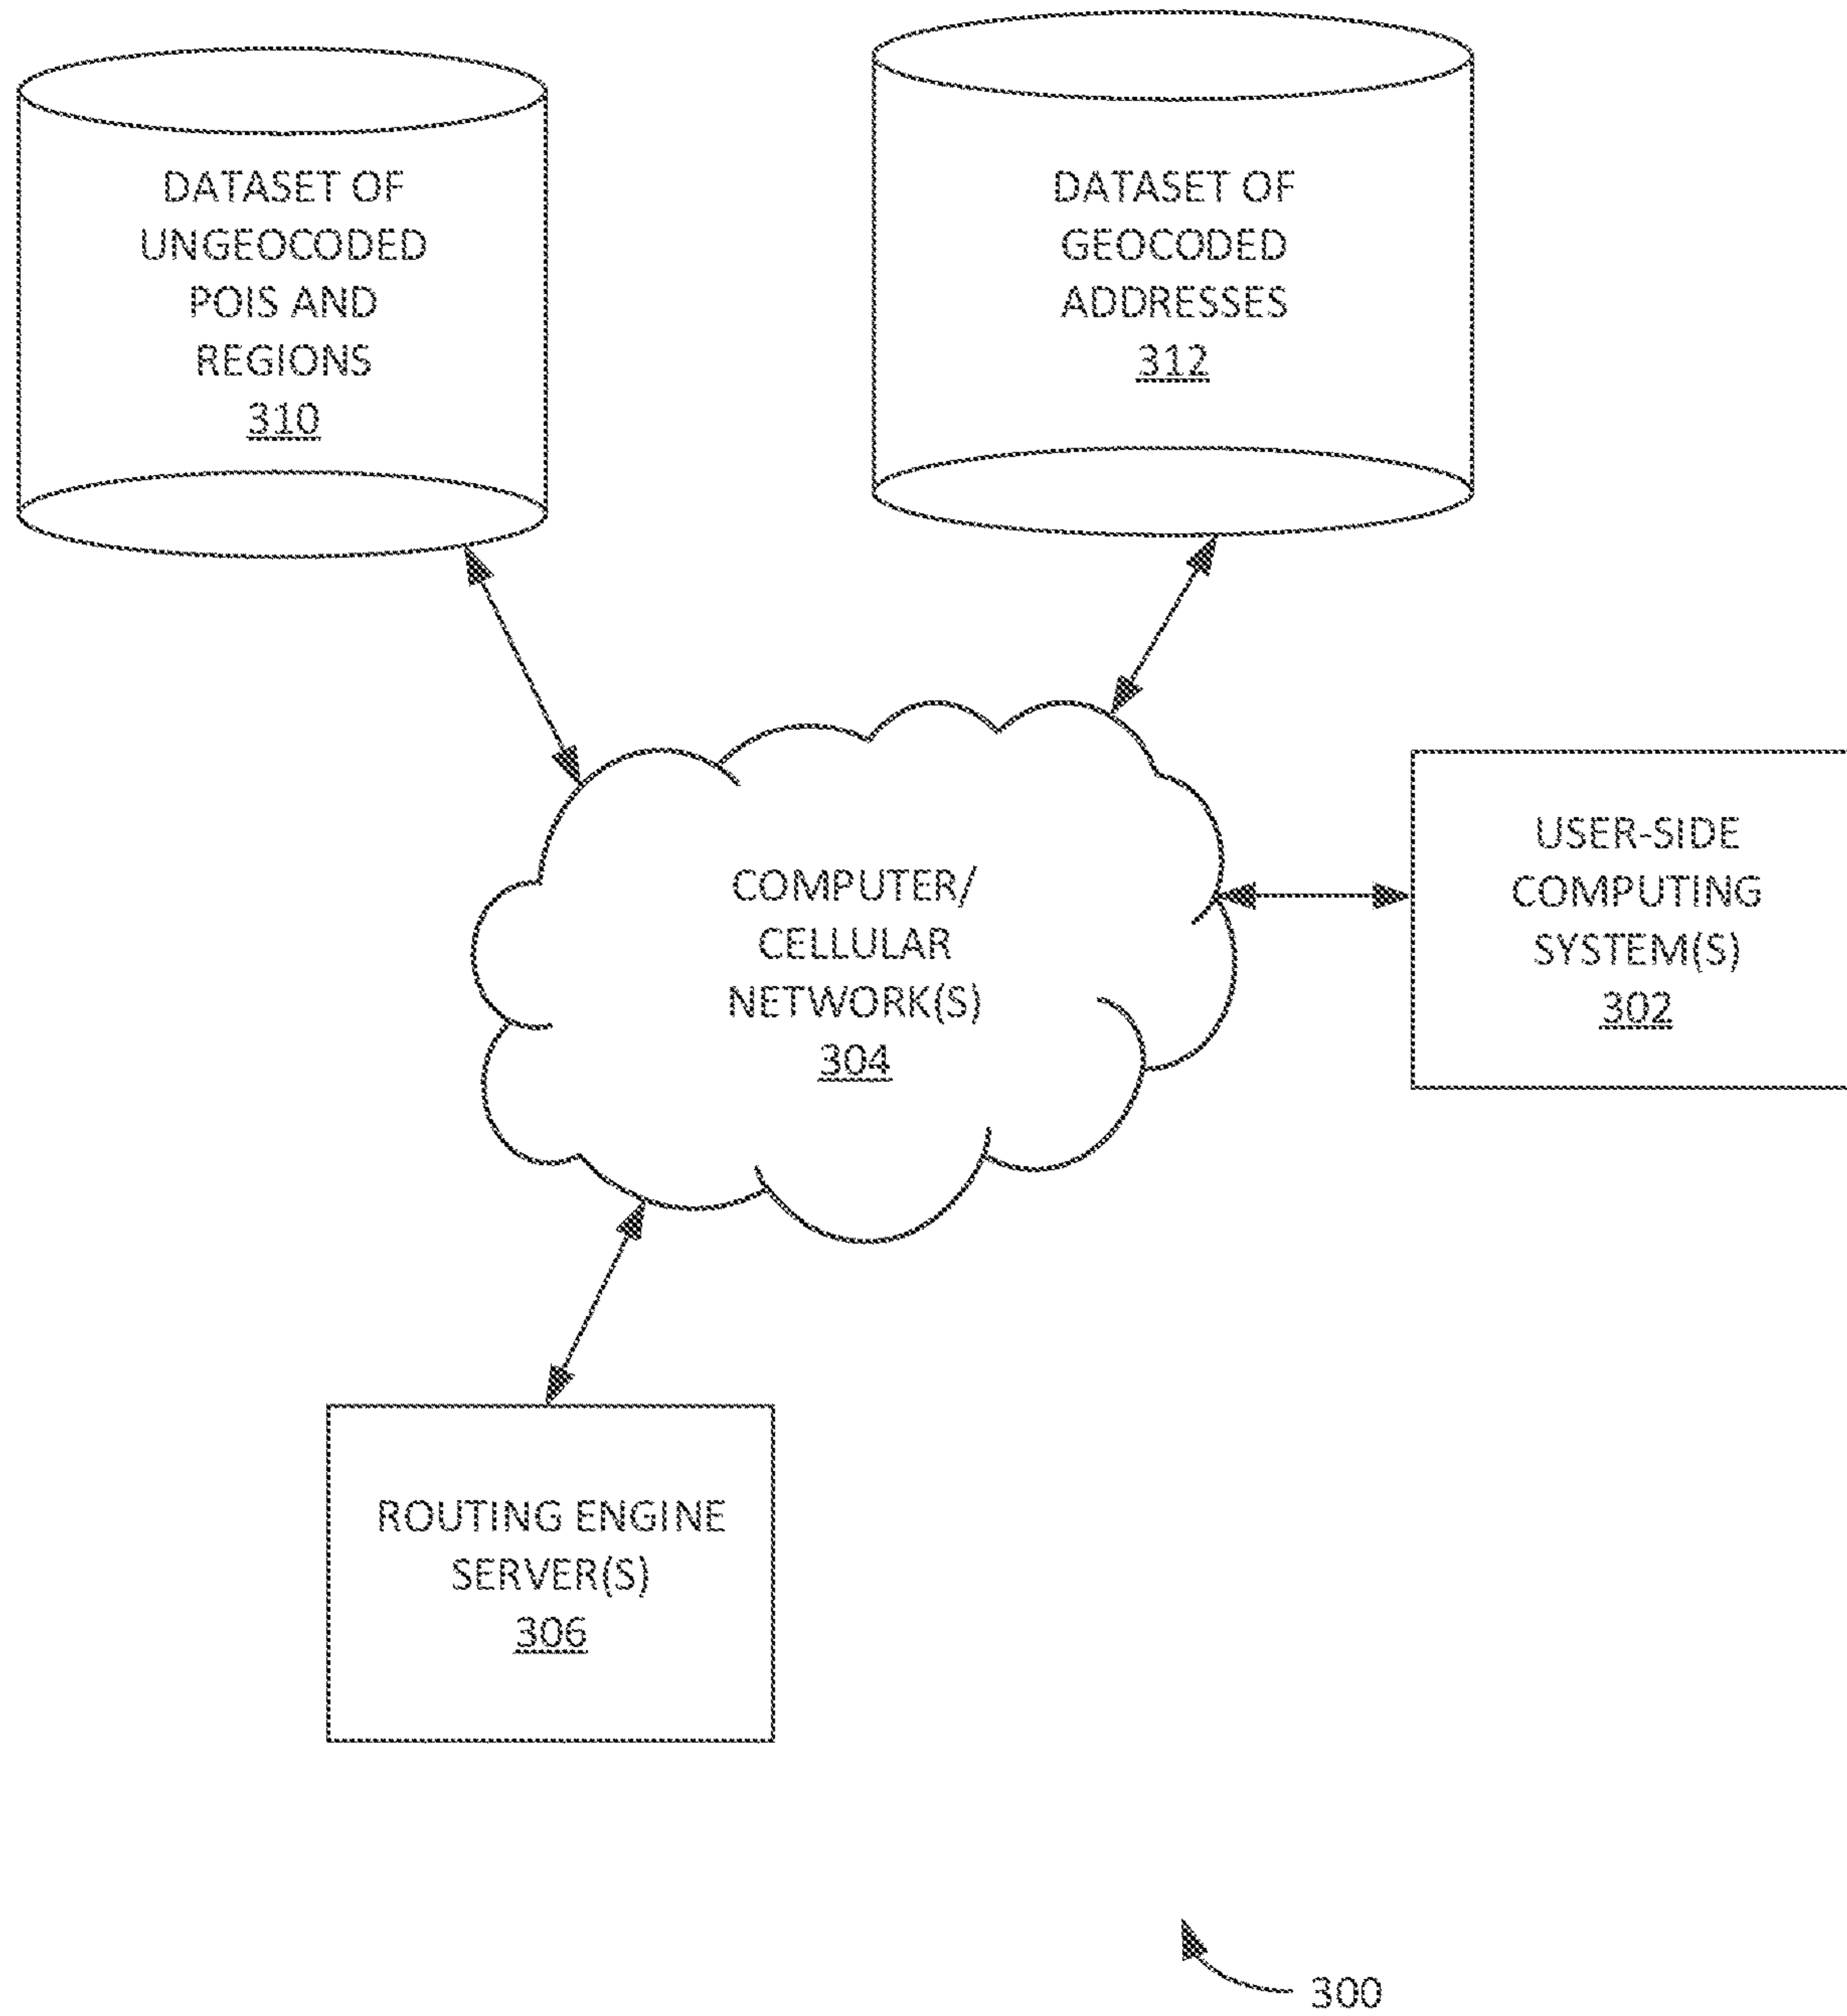 DATASET OF
UNGEOCODED
POIS AND
REGIONS
310
DATASET OF
GEOCODED
ADDRESSES
312
COMPUTER/
CELLULAR
NETWORK(S)
304
USER-SIDE
COMPUTING
SYSTEM(S)
302
ROUTING ENGINE
SERVER(S)
306
300